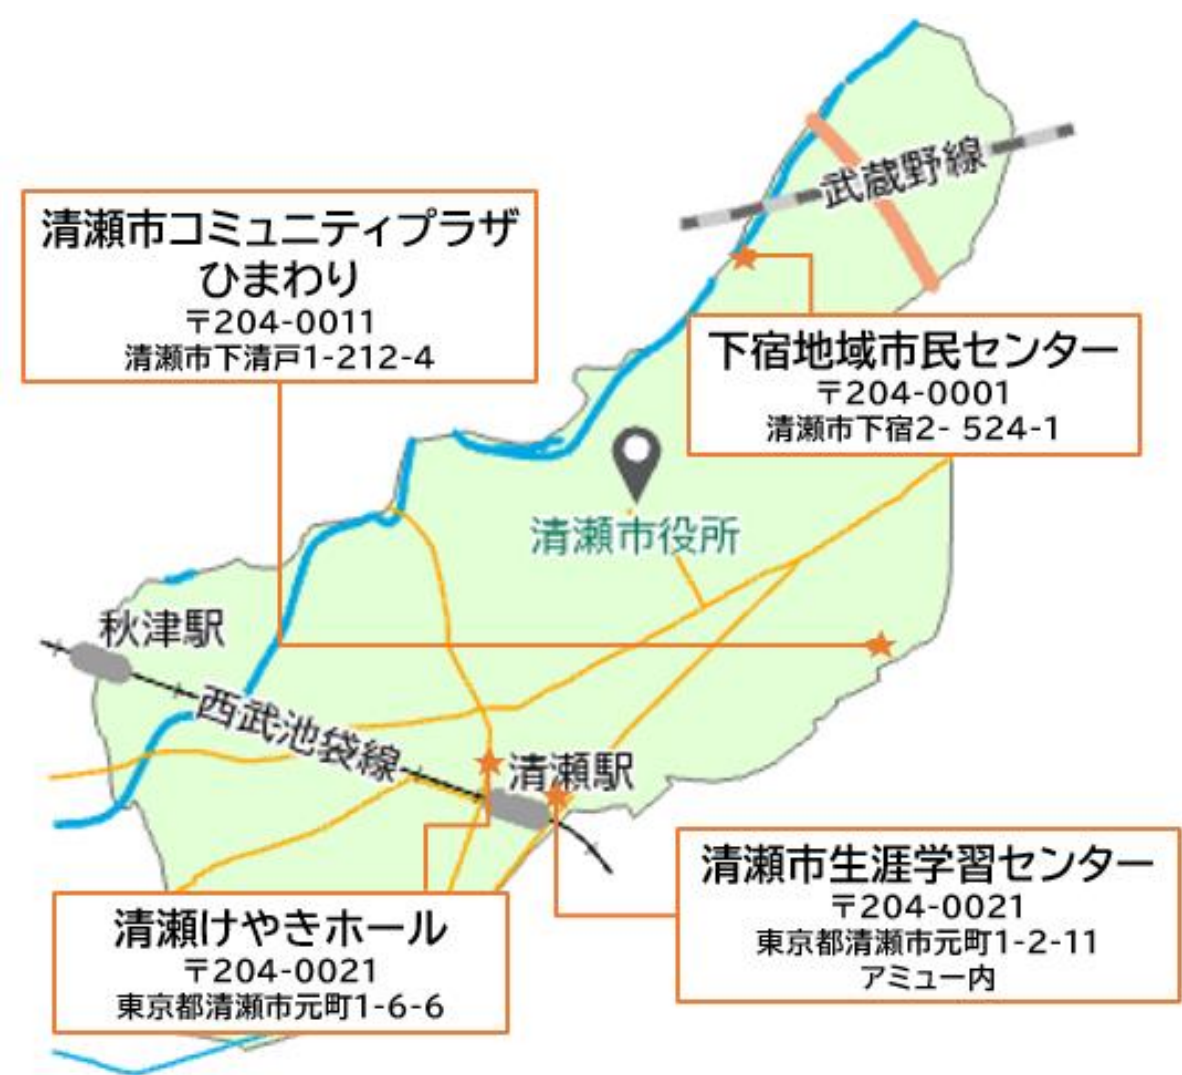 武蔵野線
清瀬市コミュニティプラザ
ひまわり
〒204-0011
清瀬市下清戸1-212-4
下宿地域市民センター
〒204-0001
清瀬市下宿2- 524-1
清瀬市役所
秋津駅
西武池袋線
清瀬駅
清瀬市生涯学習センター
〒204-0021
東京都清瀬市元町1-2-11
アミュー内
清瀬けやきホール
〒204-0021
東京都清瀬市元町1-6-6